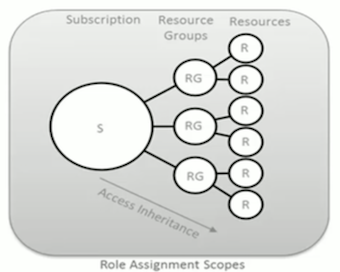 Subscription
Resource Groups
Resources
S
RG
RG
RG
R
R
R
R
R
R
Access Inheritance
Role Assignment Scopes